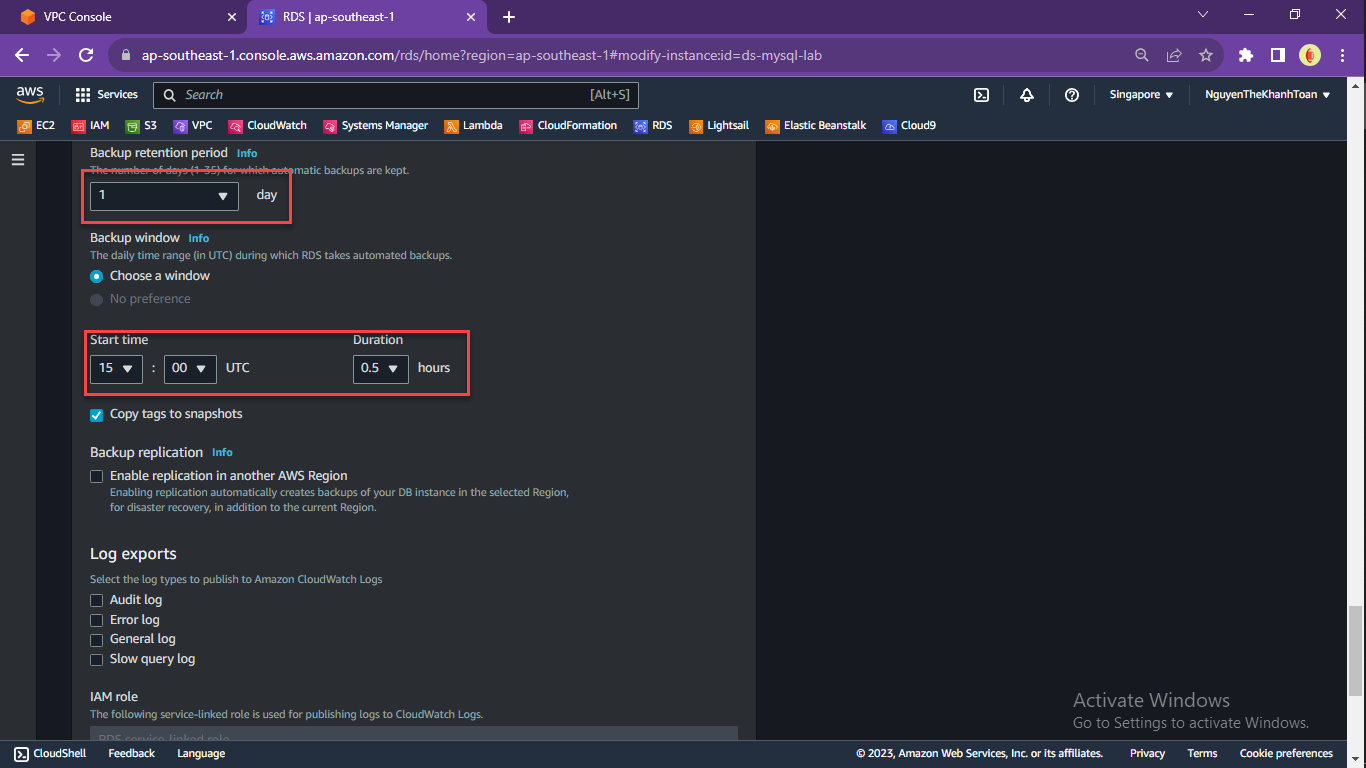 VPC Console
RDS | ap-southeast-1
ap-southeast-1.console.aws.amazon.com/rds/home?region=ap-southeast-1#modify-instance:id=ds-mysql-lab
aws
Services
Search
[Alt+S]
Singapore
NguyenTheKhanhToan
EC2 IAM S3 VPC CloudWatch Systems Manager Lambda CloudFormation RDS Lightsail Elastic Beanstalk Cloud9
Backup retention period Info
The number of days (1-35) for which automatic backups are kept.
1 day
Backup window Info
The daily time range (in UTC) during which RDS takes automated backups.
Choose a window
No preference
Start time Duration
15 : 00 UTC 0.5 hours
Copy tags to snapshots
Backup replication Info
Enable replication in another AWS Region
Enabling replication automatically creates backups of your DB instance in the selected Region,
for disaster recovery, in addition to the current Region.
Log exports
Select the log types to publish to Amazon CloudWatch Logs
Audit log
Error log
General log
Slow query log
IAM role
The following service-linked role is used for publishing logs to CloudWatch Logs.
RDS service-linked role
Activate Windows
Go to Settings to activate Windows.
CloudShell Feedback Language © 2023, Amazon Web Services, Inc. or its affiliates. Privacy Terms Cookie preferences